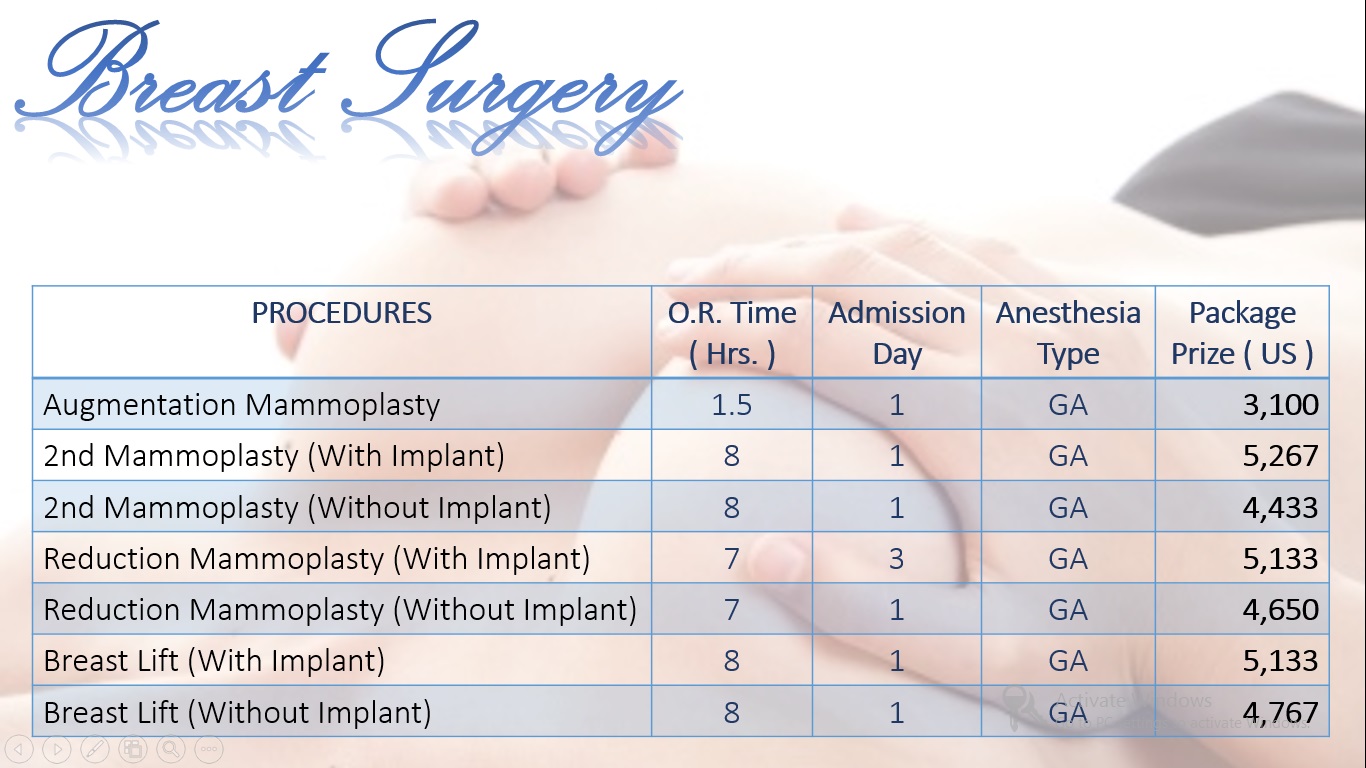 Breast Surgery
PROCEDURES O.R. Time ( Hrs. ) Admission Day Anesthesia Type Package Prize ( US )
Augmentation Mammoplasty 1.5 1 GA 3,100
2nd Mammoplasty (With Implant) 8 1 GA 5,267
2nd Mammoplasty (Without Implant) 8 1 GA 4,433
Reduction Mammoplasty (With Implant) 7 3 GA 5,133
Reduction Mammoplasty (Without Implant) 7 1 GA 4,650
Breast Lift (With Implant) 8 1 GA 5,133
Breast Lift (Without Implant) 8 1 GA 4,767
Activate Windows
activate Windows.